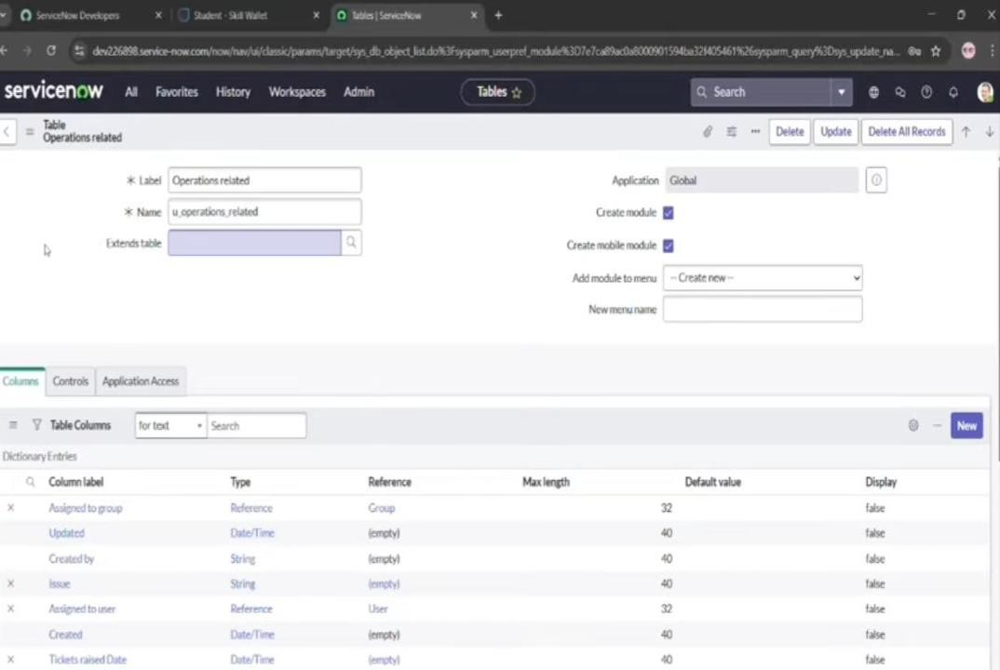 ServiceNow Developers
Student - Skill Wallet
Tables | ServiceNow
dev226898.service-now.com/now/nav/ui/classic/params/target/sys_db_object_list.do%3Fsysparm_userpref_module%3D7e7ca89ac0a8000901594ba32f405461%26sysparm_query%3Dsys_update_na...
servicenow All Favorites History Workspaces Admin Tables Search
Table
Operations related
Delete Update Delete All Records
* Label Operations related
Application Global
* Name u_operations_related
Create module
Extends table
Create mobile module
Add module to menu -- Create new --
New menu name
Columns Controls Application Access
Table Columns for text Search New
Dictionary Entries
Column label Type Reference Max length Default value Display
Assigned to group Reference Group 32 false
Updated Date/Time (empty) 40 false
Created by String (empty) 40 false
Issue String (empty) 40 false
Assigned to user Reference User 32 false
Created Date/Time (empty) 40 false
Tickets raised Date Date/Time (empty) 40 false